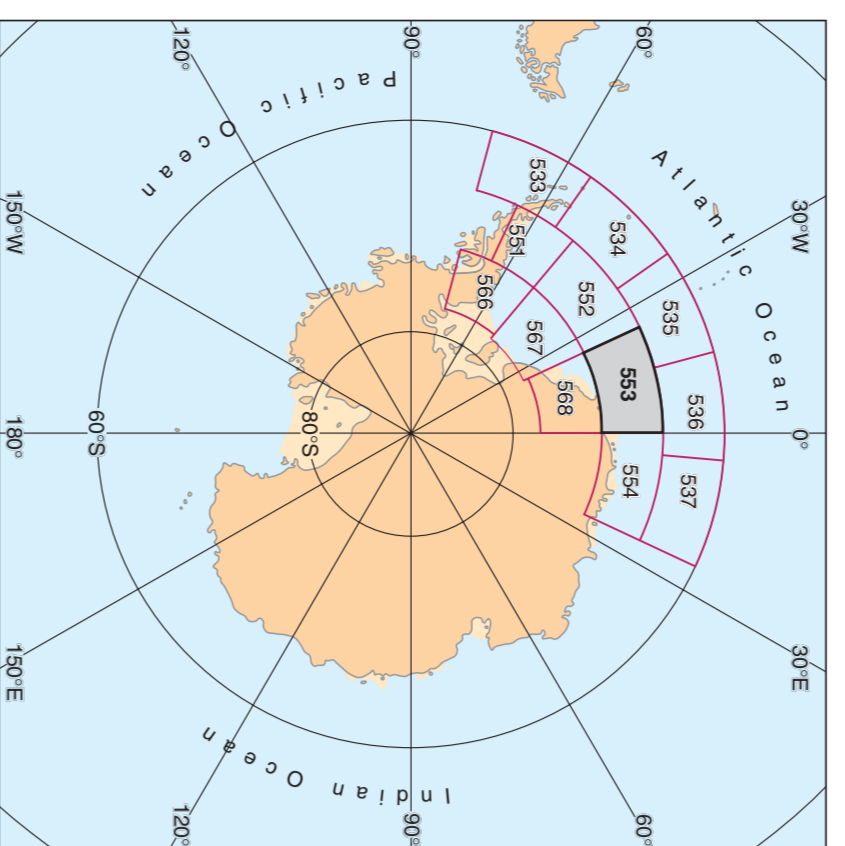 120°
90°
60°
Pacific Ocean
Atlantic Ocean
150°W
30°W
533
534
551
552
535
566
567
553
568
536
60°S
80°S
180°
0°
554
537
150°E
30°E
Indian Ocean
120°
90°
60°